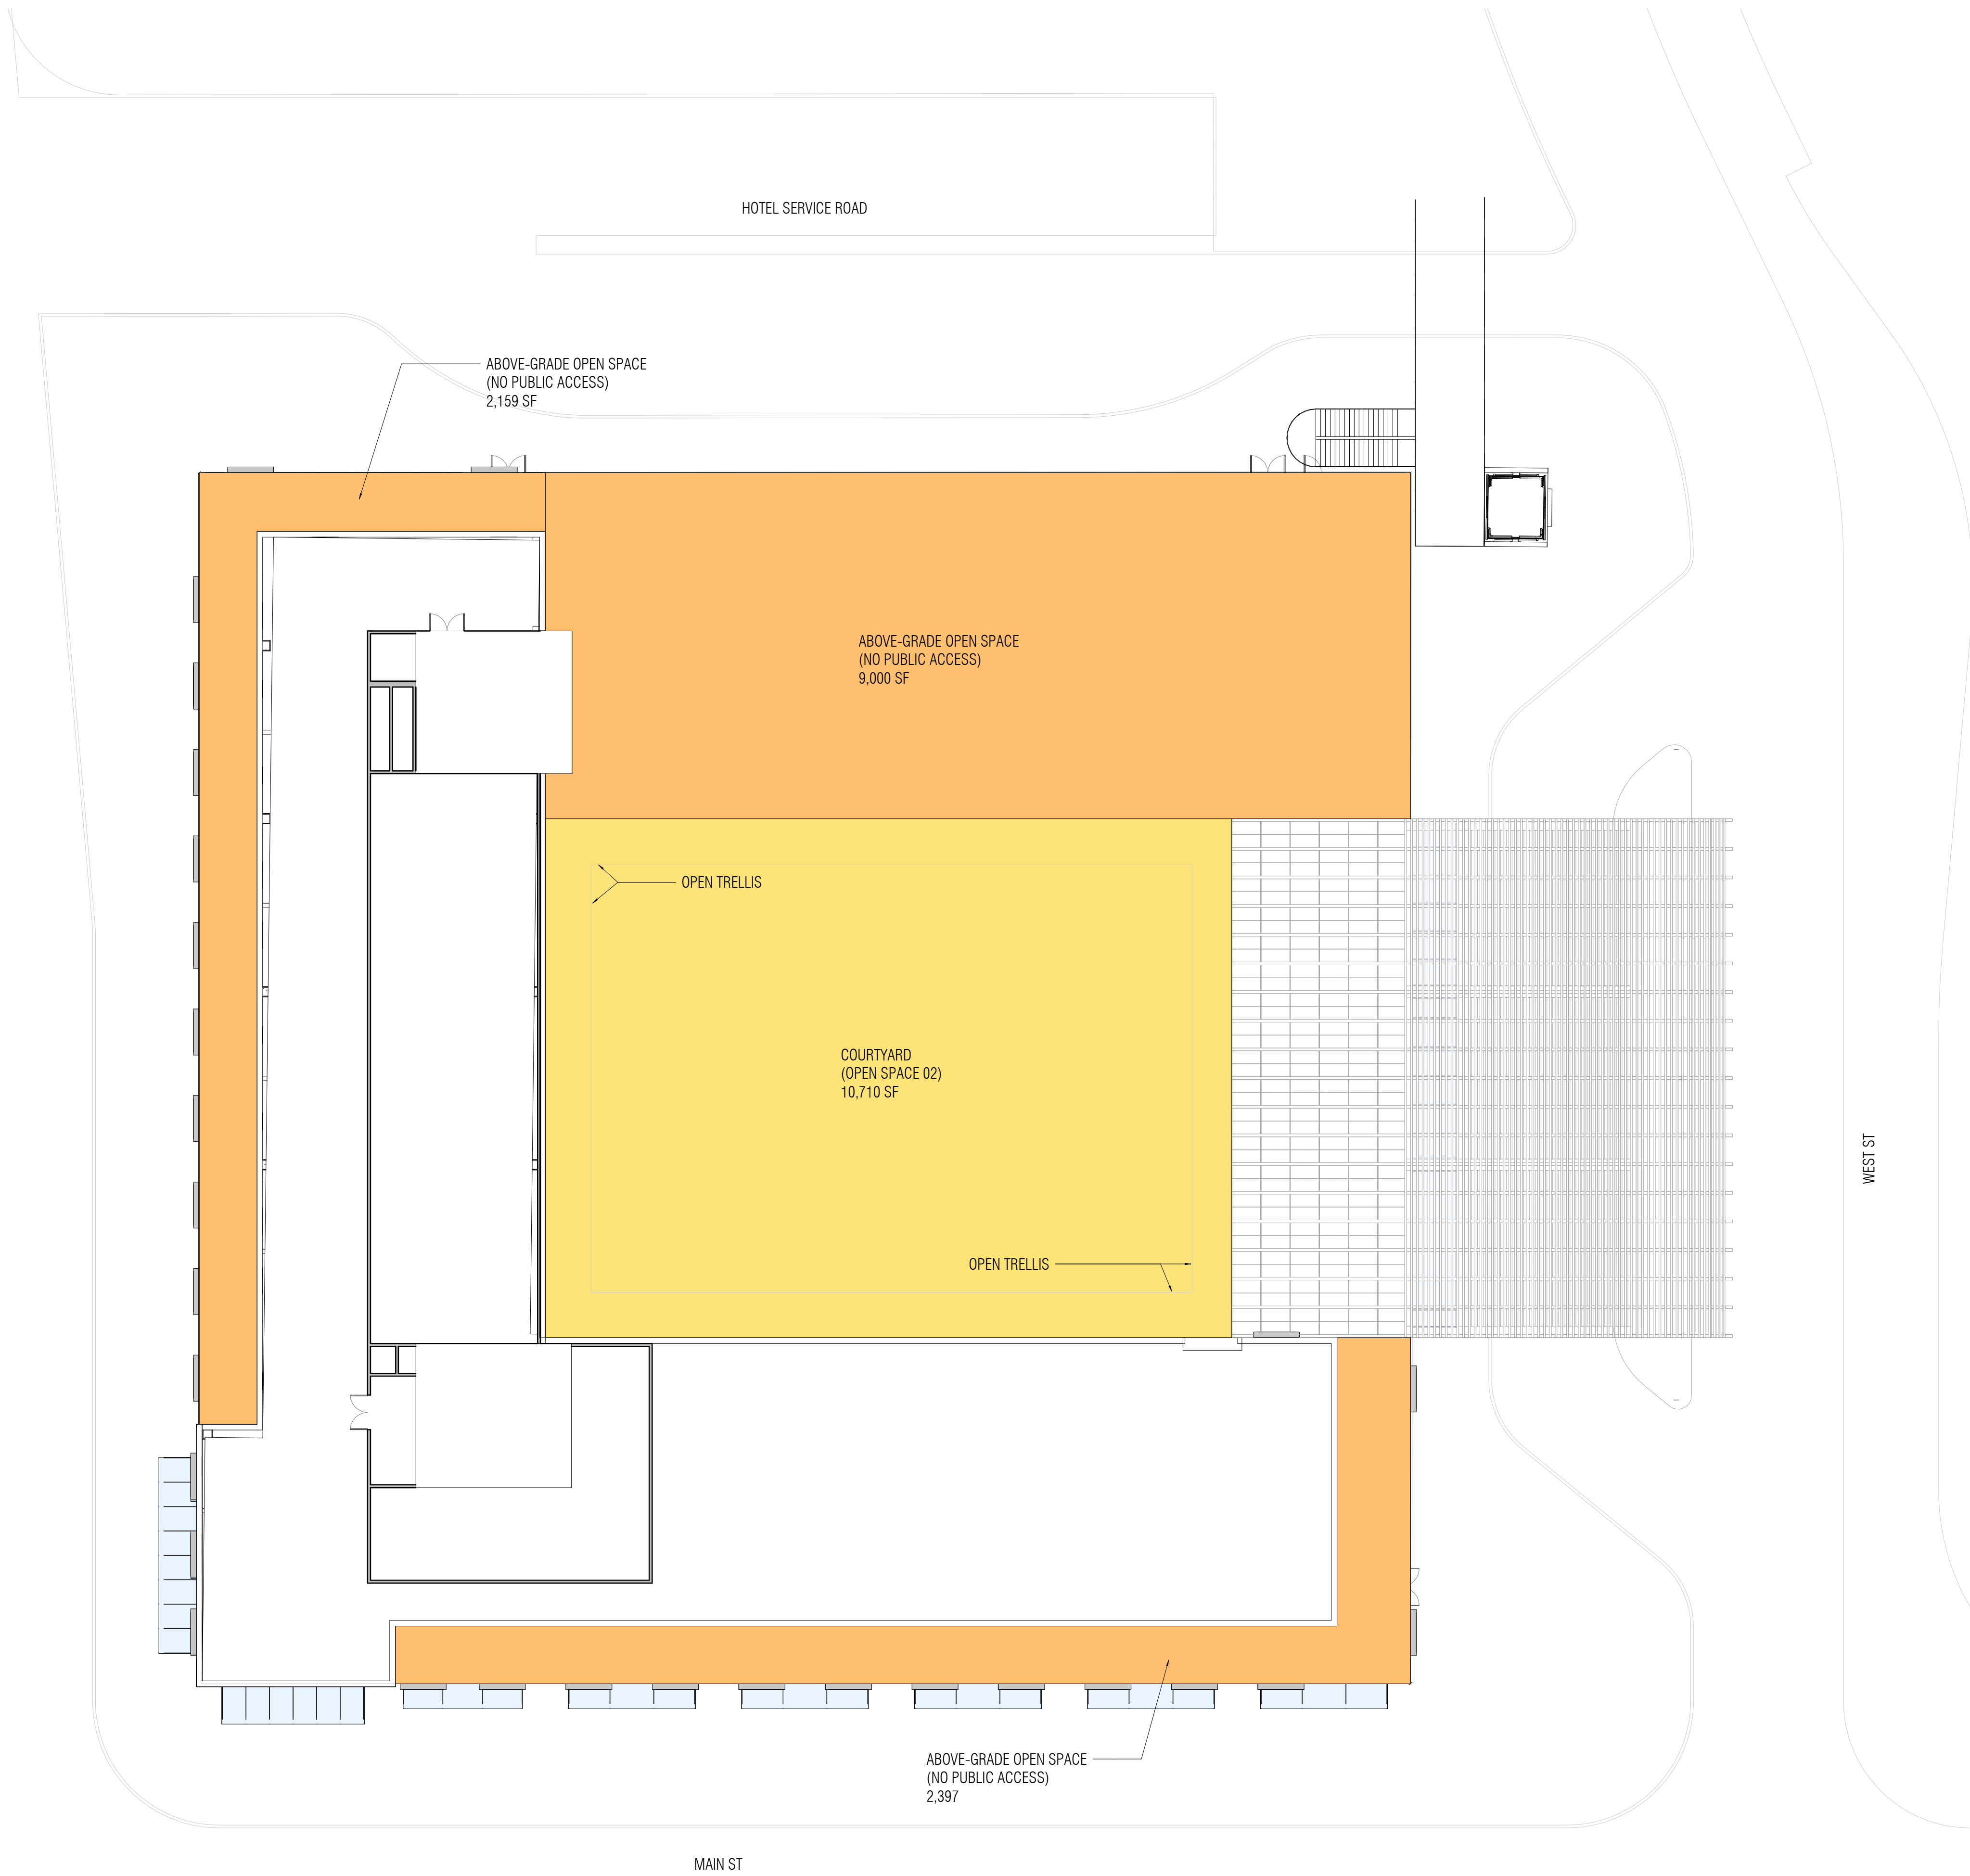 HOTEL SERVICE ROAD
ABOVE-GRADE OPEN SPACE
(NO PUBLIC ACCESS)
2,159 SF
ABOVE-GRADE OPEN SPACE
(NO PUBLIC ACCESS)
9,000 SF
OPEN TRELLIS
COURTYARD
(OPEN SPACE 02)
10,710 SF
WEST ST
OPEN TRELLIS
ABOVE-GRADE OPEN SPACE
(NO PUBLIC ACCESS)
2,397
MAIN ST